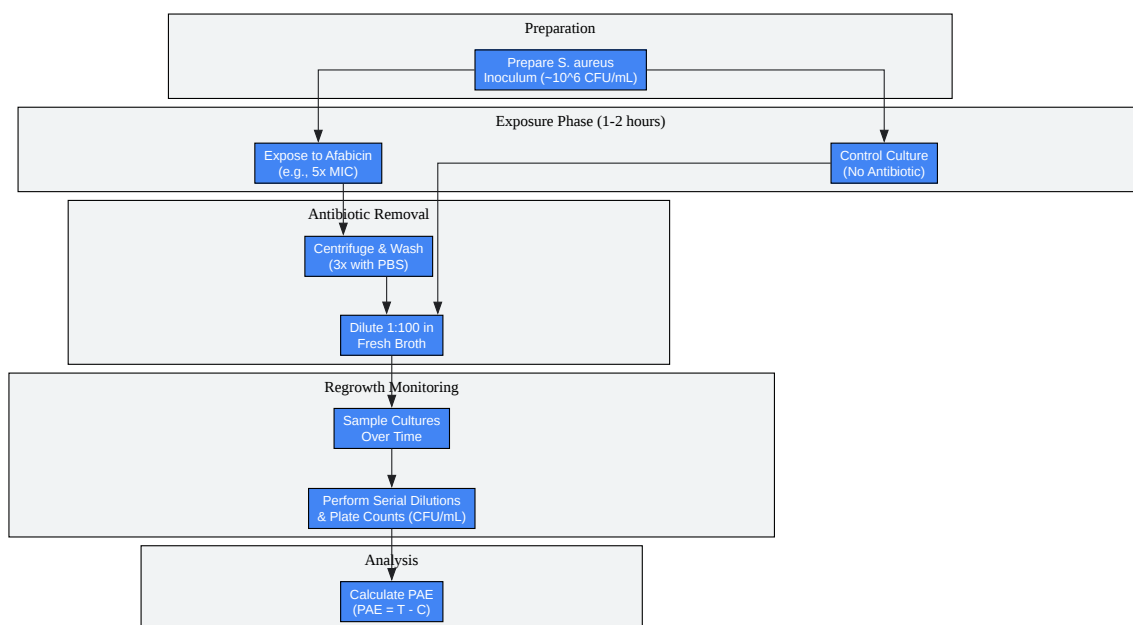 Preparation
Prepare S. aureus
Inoculum (~10^6 CFU/mL)
Exposure Phase (1-2 hours)
Expose to Afabicin
(e.g., 5x MIC)
Control Culture
(No Antibiotic)
Antibiotic Removal
Centrifuge & Wash
(3x with PBS)
Dilute 1:100 in
Fresh Broth
Regrowth Monitoring
Sample Cultures
Over Time
Perform Serial Dilutions
& Plate Counts (CFU/mL)
Analysis
Calculate PAE
(PAE = T - C)